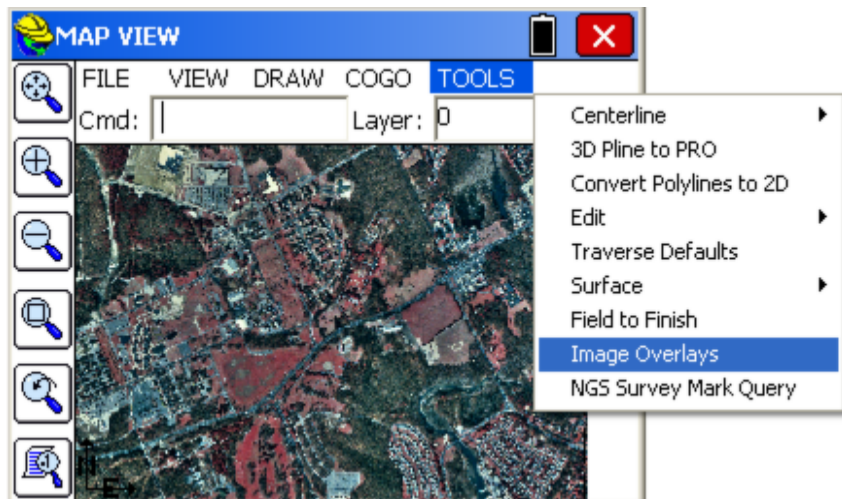 MAP VIEW
FILE VIEW DRAW COGO TOOLS
Cmd: Layer: 0
Centerline
3D Pline to PRO
Convert Polylines to 2D
Edit
Traverse Defaults
Surface
Field to Finish
Image Overlays
NGS Survey Mark Query
N
E